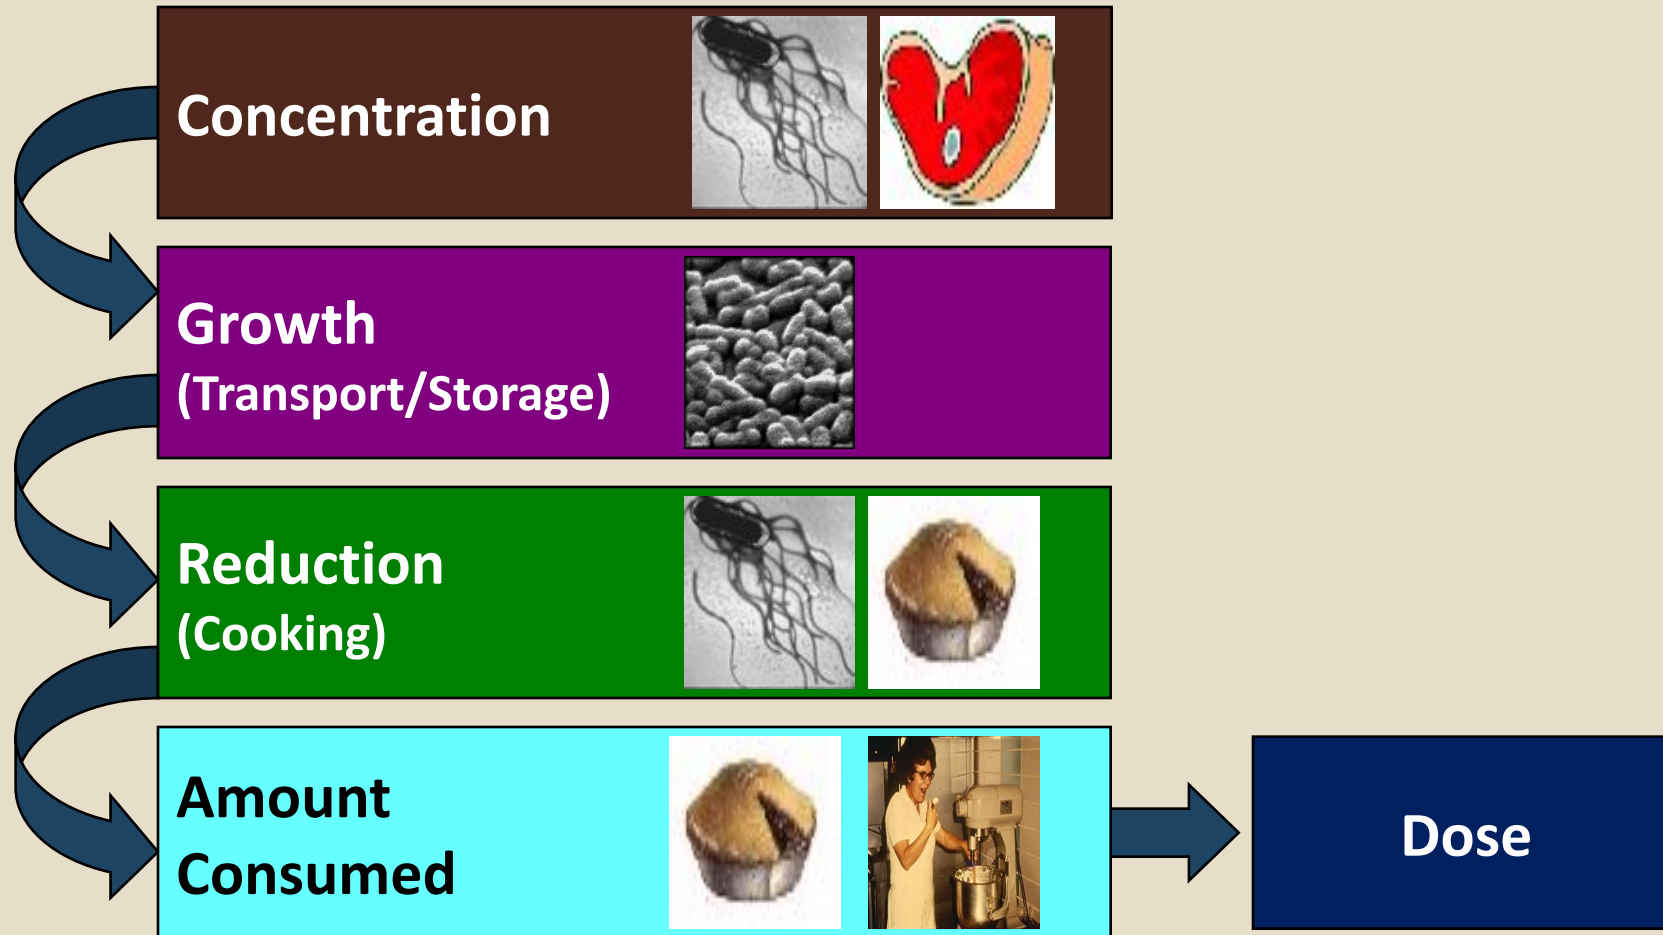 Concentration
Growth
(Transport/Storage)
Reduction
(Cooking)
Amount
Consumed
Dose